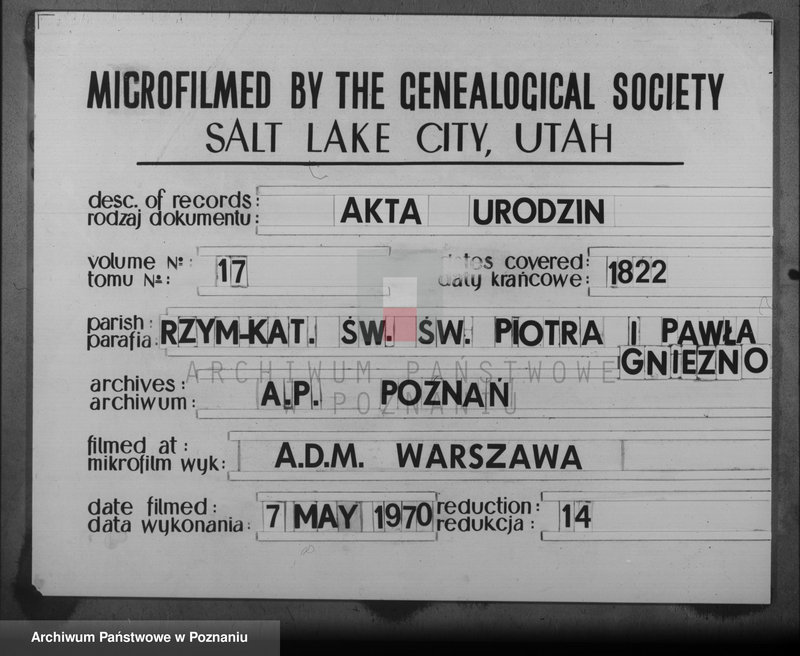 MICROFILMED BY THE GENEALOGICAL SOCIETY
SALT LAKE CITY, UTAH
desc. of records: AKTA URODZIN
rodzaj dokumentu:
volume No: 17 dates covered: 1822
tomu No: daty krańcowe:
parish: RZYM-KAT. ŚW. ŚW. PIOTRA I PAWŁA
parafia: GNIEZNO
ARCHIWUM PAŃSTWOWE
W POZNANIU
archives: A.P. POZNAŃ
archiwum:
filmed at: A.D.M. WARSZAWA
mikrofilm wyk:
date filmed: 7 MAY 1970 reduction: 14
data wykonania: redukcja:
Archiwum Państwowe w Poznaniu